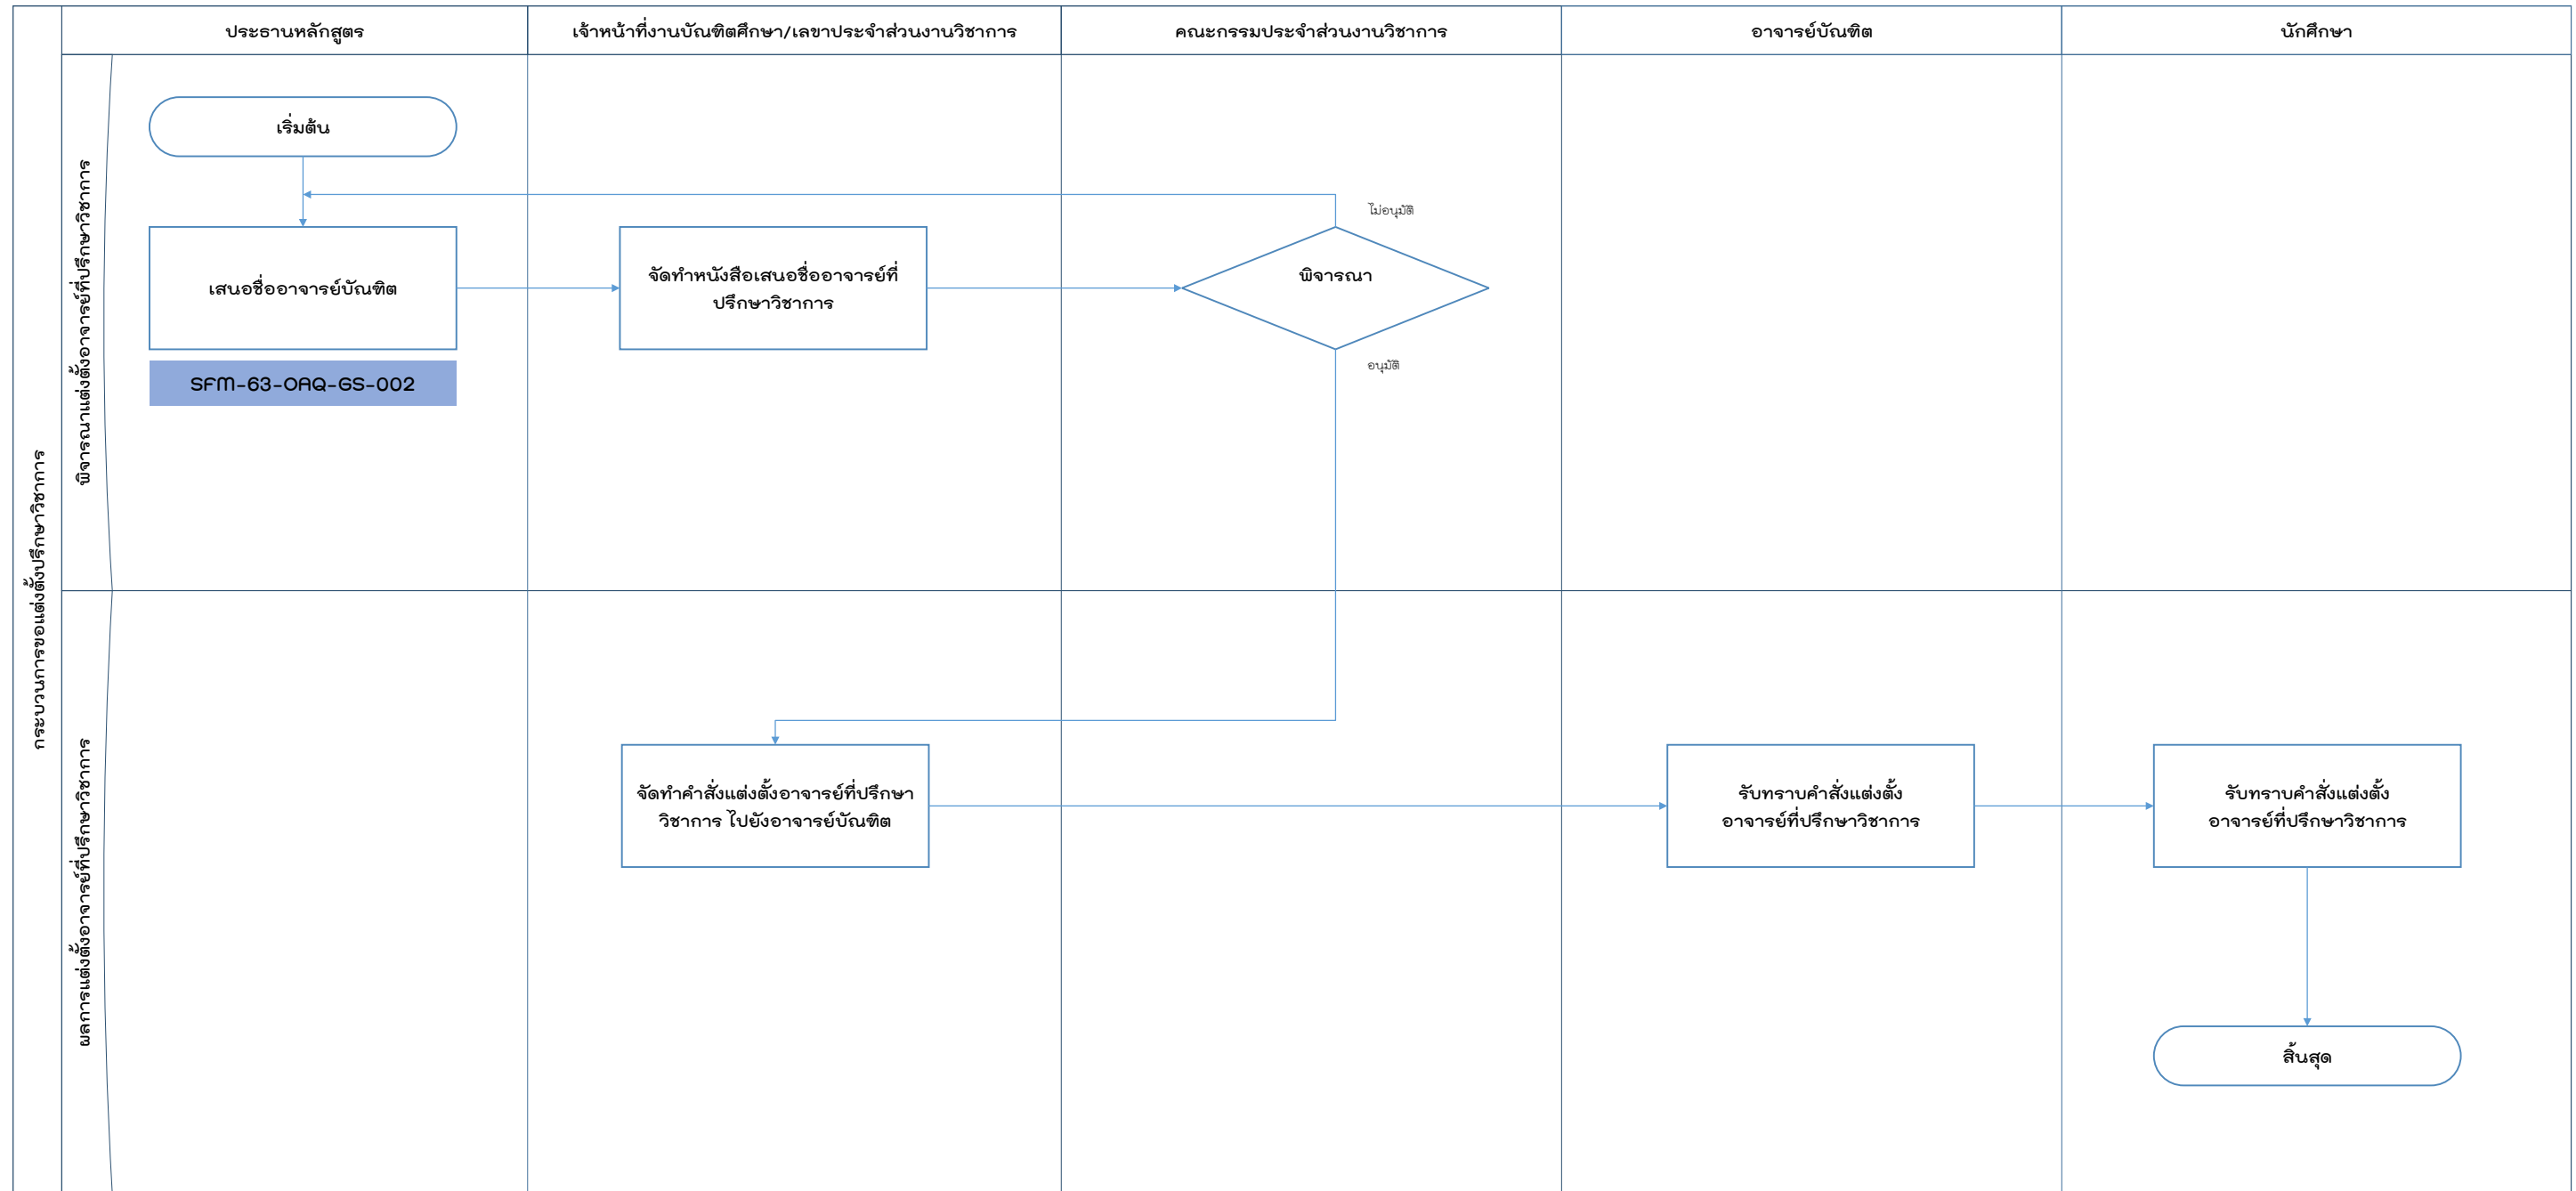 ประธานหลักสูตร
เจ้าหน้าที่งานบัณฑิตศึกษา/เลขาประจำส่วนงานวิชาการ
คณะกรรมประจำส่วนงานวิชาการ
อาจารย์บัณฑิต
นักศึกษา
กระบวนการขอแต่งตั้งปรึกษาวิชาการ
พิจารณาแต่งตั้งอาจารย์ที่ปรึกษาวิชาการ
เริ่มต้น
ไม่อนุมัติ
เสนอชื่ออาจารย์บัณฑิต
จัดทำหนังสือเสนอชื่ออาจารย์ที่
ปรึกษาวิชาการ
พิจารณา
อนุมัติ
SFM-63-OAQ-GS-002
ผลการแต่งตั้งอาจารย์ที่ปรึกษาวิชาการ
จัดทำคำสั่งแต่งตั้งอาจารย์ที่ปรึกษา
วิชาการ ไปยังอาจารย์บัณฑิต
รับทราบคำสั่งแต่งตั้ง
อาจารย์ที่ปรึกษาวิชาการ
รับทราบคำสั่งแต่งตั้ง
อาจารย์ที่ปรึกษาวิชาการ
สิ้นสุด